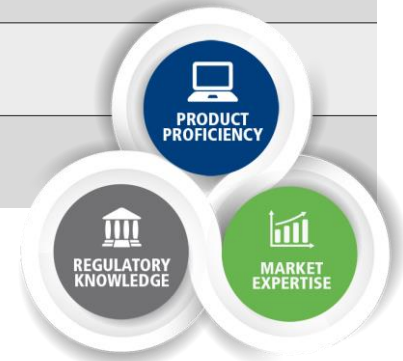 PRODUCT
PROFICIENCY
REGULATORY
KNOWLEDGE
MARKET
EXPERTISE